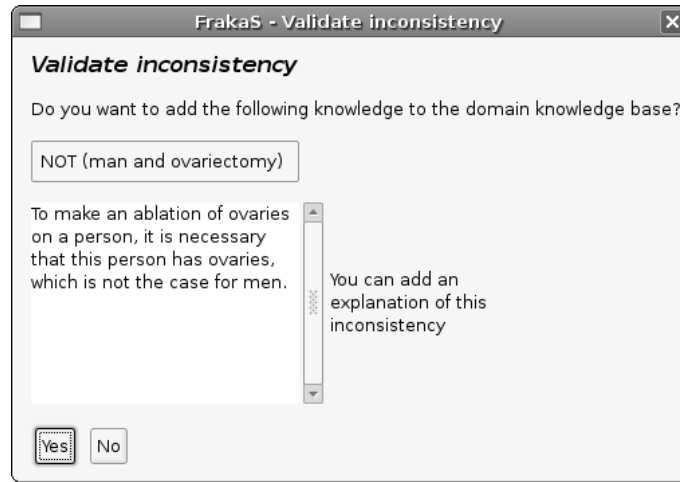 FrakaS - Validate inconsistency
Validate inconsistency
Do you want to add the following knowledge to the domain knowledge base?
NOT (man and ovariectomy)
To make an ablation of ovaries
on a person, it is necessary
that this person has ovaries,
which is not the case for men.
You can add an
explanation of this
inconsistency
Yes No